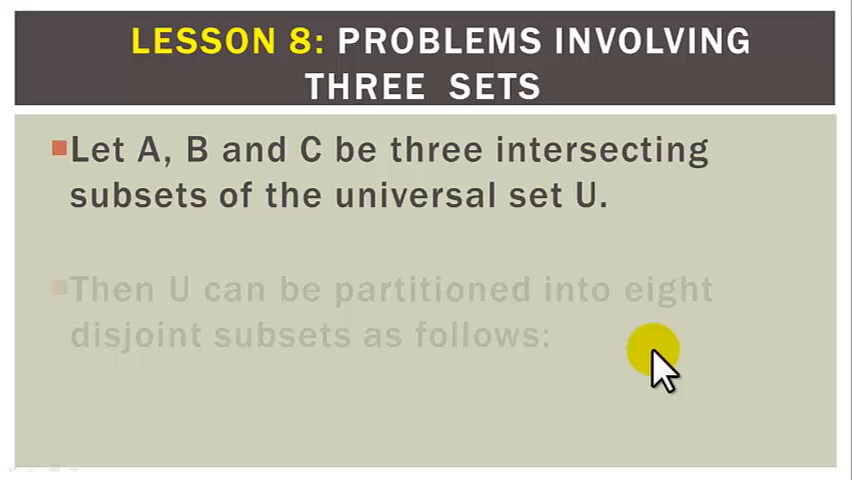 LESSON 8: PROBLEMS INVOLVING
THREE SETS
Let A, B and C be three intersecting
subsets of the universal set U.
Then U can be partitioned into eight
disjoint subsets as follows: